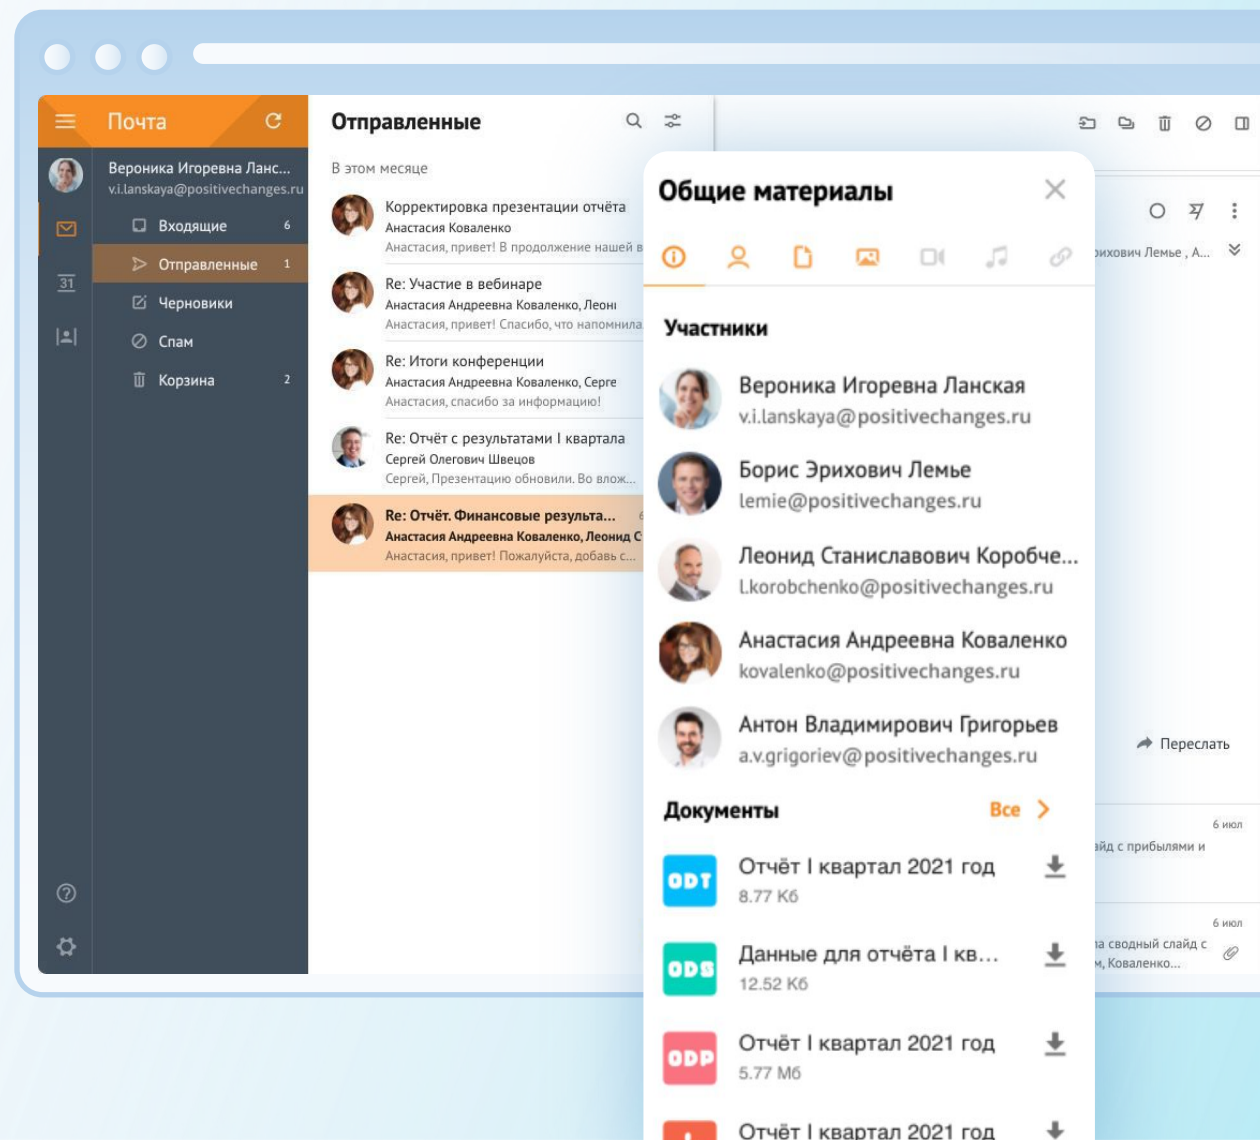 Почта
Вероника Игоревна Ланс...
v.i.lanskaya@positivechanges.ru
Входящие 6
Отправленные 1
31
Черновики
Спам
Корзина 2
Отправленные
В этом месяце
Корректировка презентации отчёта
Анастасия Коваленко
Анастасия, привет! В продолжение нашей в
Re: Участие в вебинаре
Анастасия Андреевна Коваленко, Леони
Анастасия, привет! Спасибо, что напомнила
Re: Итоги конференции
Анастасия Андреевна Коваленко, Серге
Анастасия, спасибо за информацию!
Re: Отчёт с результатами I квартала
Сергей Олегович Швецов
Сергей, Презентацию обновили. Во влож...
Re: Отчёт. Финансовые результа... 6
Анастасия Андреевна Коваленко, Леонид С
Анастасия, привет! Пожалуйста, добавь с...
Общие материалы
Участники
Вероника Игоревна Ланская
v.i.lanskaya@positivechanges.ru
Борис Эрихович Лемье
lemie@positivechanges.ru
Леонид Станиславович Коробче...
l.korobchenko@positivechanges.ru
Анастасия Андреевна Коваленко
kovalenko@positivechanges.ru
Антон Владимирович Григорьев
a.v.grigoriev@positivechanges.ru
Документы Все
ODT Отчёт I квартал 2021 год
8.77 Кб
ODS Данные для отчёта I кв...
12.52 Кб
ODP Отчёт I квартал 2021 год
5.77 Мб
Отчёт I квартал 2021 год
рихович Лемье , А...
Переслать
6 июл
айд с прибылями и
6 июл
ла сводный слайд с
м, Коваленко...